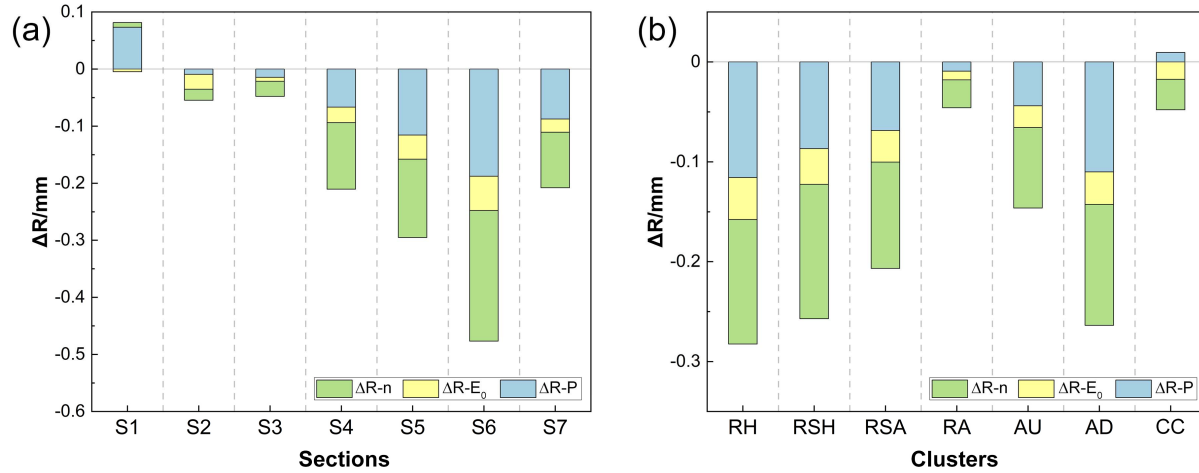 (a)
ΔR/mm
0.1
0
-0.1
-0.2
-0.3
-0.4
-0.5
-0.6
ΔR-n ΔR-E₀ ΔR-P
S1 S2 S3 S4 S5 S6 S7
Sections
(b)
ΔR/mm
0
-0.1
-0.2
-0.3
ΔR-n ΔR-E₀ ΔR-P
RH RSH RSA RA AU AD CC
Clusters